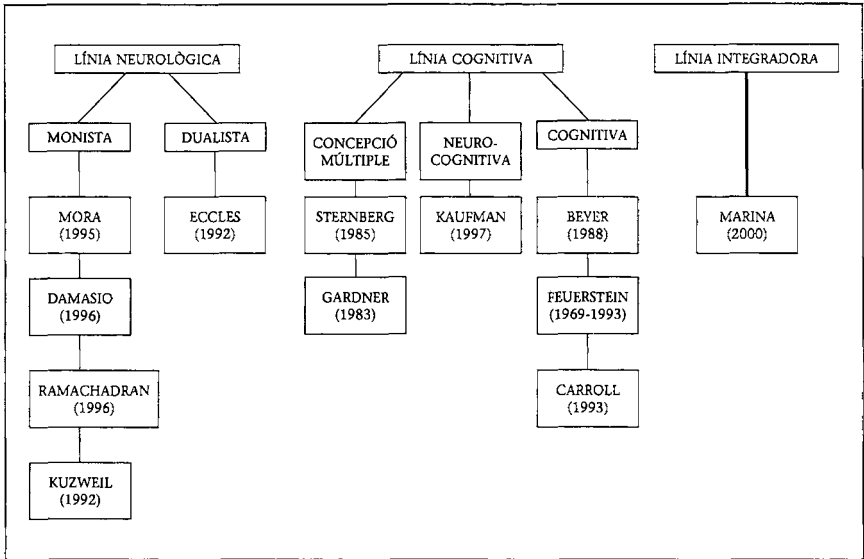 LÍNIA NEUROLÒGICA
MONISTA
MORA
(1995)
DAMASIO
(1996)
RAMACHADRAN
(1996)
KUZWEIL
(1992)
DUALISTA
ECCLES
(1992)
LÍNIA COGNITIVA
CONCEPCIÓ
MÚLTIPLE
STERNBERG
(1985)
GARDNER
(1983)
NEURO-
COGNITIVA
KAUFMAN
(1997)
COGNITIVA
BEYER
(1988)
FEUERSTEIN
(1969-1993)
CARROLL
(1993)
LÍNIA INTEGRADORA
MARINA
(2000)